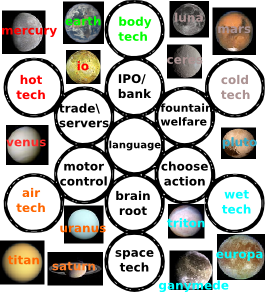 body
tech
earth
luna
mercury
mars
io
ceres
hot
tech
IPO/
bank
cold
tech
trade\
servers
fountain
welfare
venus
language
pluto
motor
control
choose
action
air
tech
brain
root
wet
tech
uranus
triton
titan
saturn
space
tech
europa
ganymede